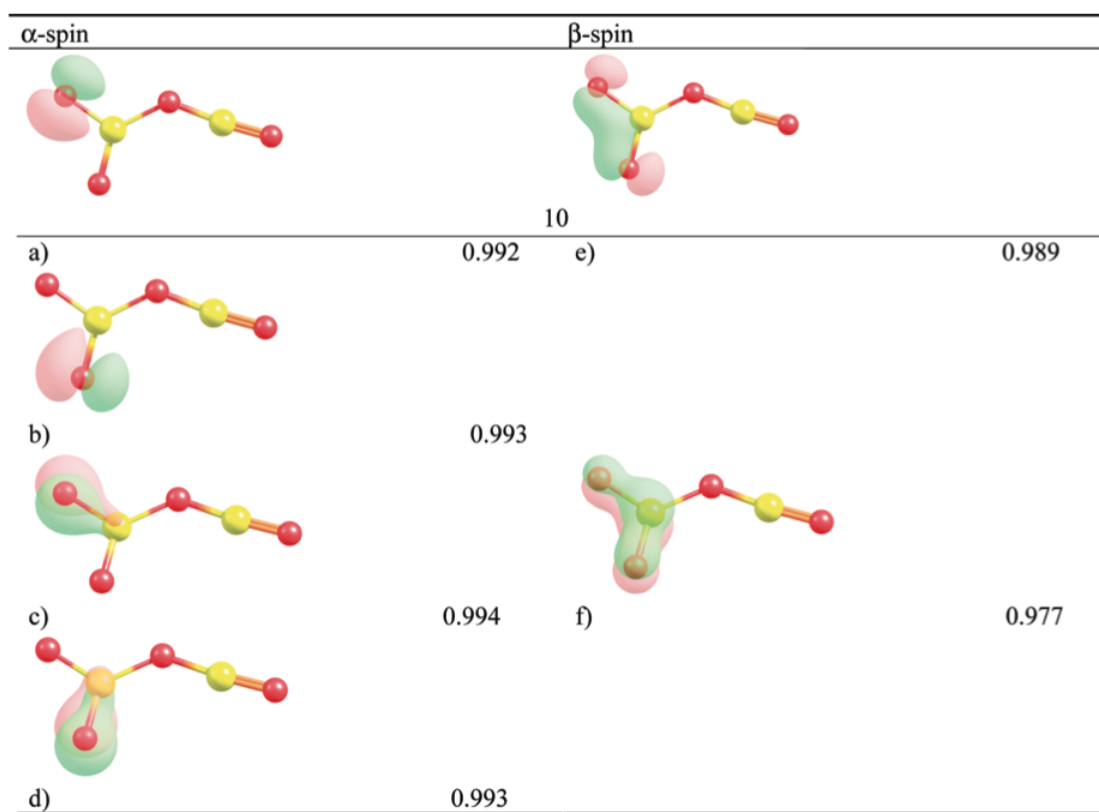 α-spin β-spin
10
a) 0.992 e) 0.989
b) 0.993
c) 0.994 f) 0.977
d) 0.993